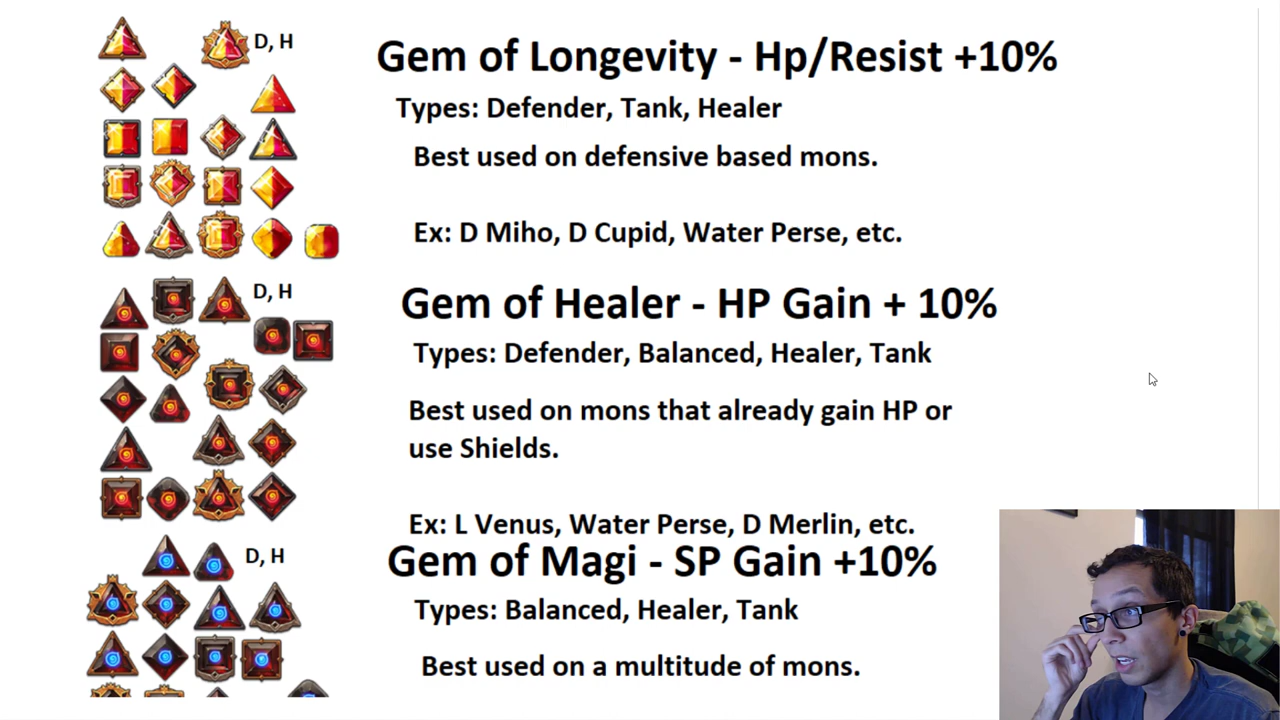 D, H
Gem of Longevity - Hp/Resist +10%
Types: Defender, Tank, Healer
Best used on defensive based mons.
Ex: D Miho, D Cupid, Water Perse, etc.
D, H
Gem of Healer - HP Gain + 10%
Types: Defender, Balanced, Healer, Tank
Best used on mons that already gain HP or
use Shields.
Ex: L Venus, Water Perse, D Merlin, etc.
D, H
Gem of Magi - SP Gain +10%
Types: Balanced, Healer, Tank
Best used on a multitude of mons.